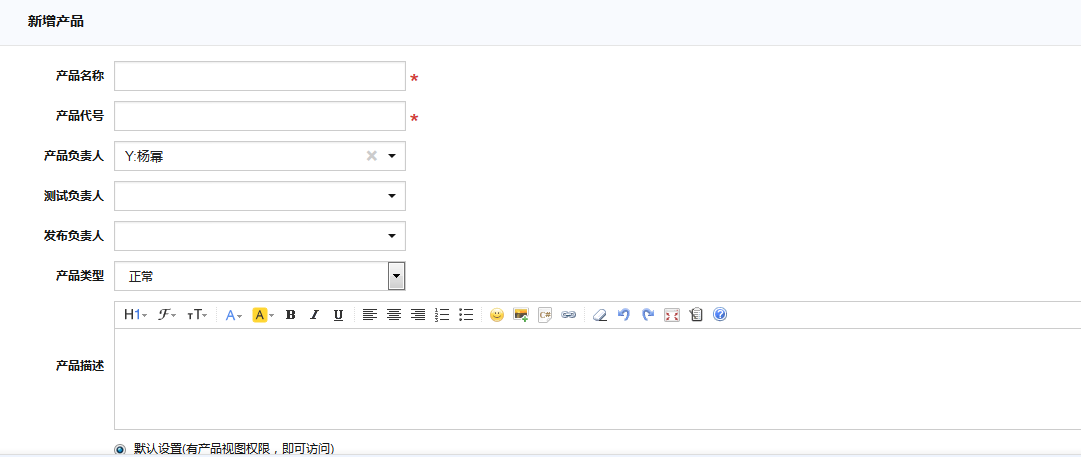 新增产品
产品名称 *
产品代号 *
产品负责人 Y:杨幂
测试负责人
发布负责人
产品类型 正常
H1 F TT A A B I U C#
产品描述
默认设置(有产品视图权限，即可访问)